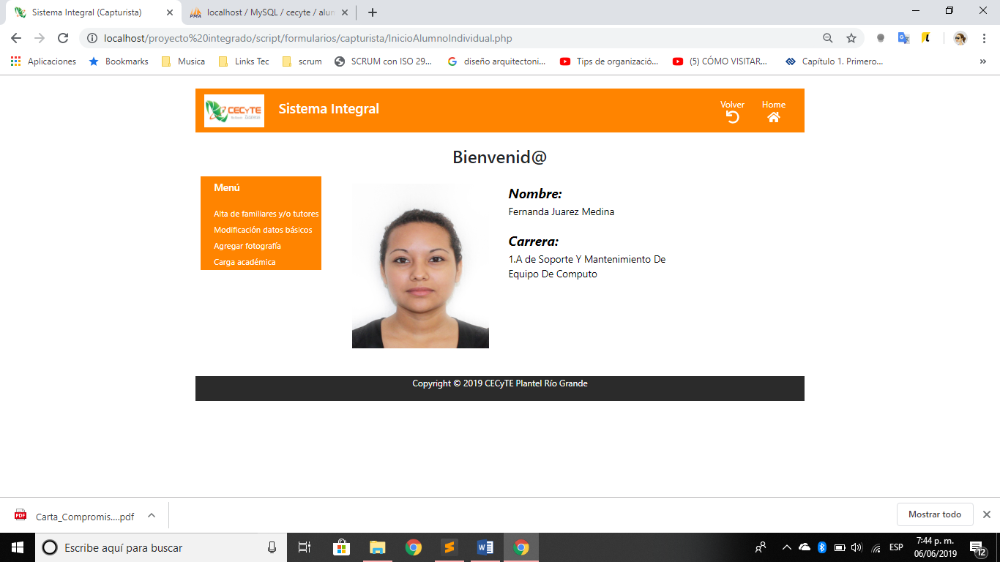 Sistema Integral (Capturista)
localhost / MySQL / cecyte / alum
localhost/proyecto%20integrado/script/formularios/capturista/InicioAlumnoIndividual.php
Aplicaciones
Bookmarks
Musica
Links Tec
scrum
SCRUM con ISO 29...
diseño arquitectoni...
Tips de organizació...
(5) CÓMO VISITAR...
Capítulo 1. Primero...
»
CECyTE
Sistema Integral
Volver
Home
Bienvenid@
Menú
Alta de familiares y/o tutores
Modificación datos básicos
Agregar fotografía
Carga académica
Nombre:
Fernanda Juarez Medina
Carrera:
1.A de Soporte Y Mantenimiento De
Equipo De Computo
Copyright © 2019 CECyTE Plantel Río Grande
PDF
Carta_Compromis....pdf
Mostrar todo
Escribe aquí para buscar
ESP
7:44 p. m.
06/06/2019
12